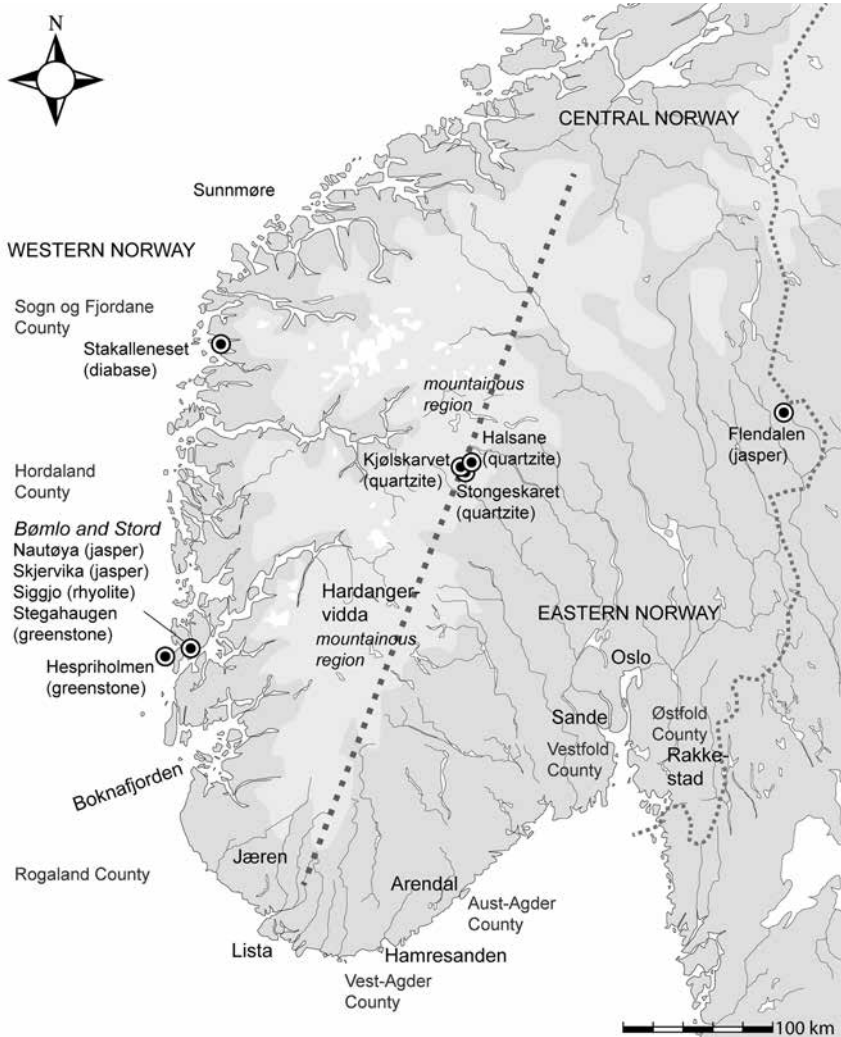 N
CENTRAL NORWAY
Sunnmøre
WESTERN NORWAY
Sogn og Fjordane
County
Stakalleneset
(diabase)
mountainous
region
Flendalen
(jasper)
Halsane
(quartzite)
Kjølskarvet
(quartzite)
Stongeskaret
(quartzite)
Hordaland
County
Bømlo and Stord
Nautøya (jasper)
Skjervika (jasper)
Siggjo (rhyolite)
Stegahaugen
(greenstone)
Hespriholmen
(greenstone)
Hardanger-
vidda
mountainous
region
EASTERN NORWAY
Oslo
Sande
Vestfold
County
Østfold
County
Rakke-
stad
Boknafjorden
Jæren
Rogaland County
Arendal
Aust-Agder
County
Lista
Hamresanden
Vest-Agder
County
100 km